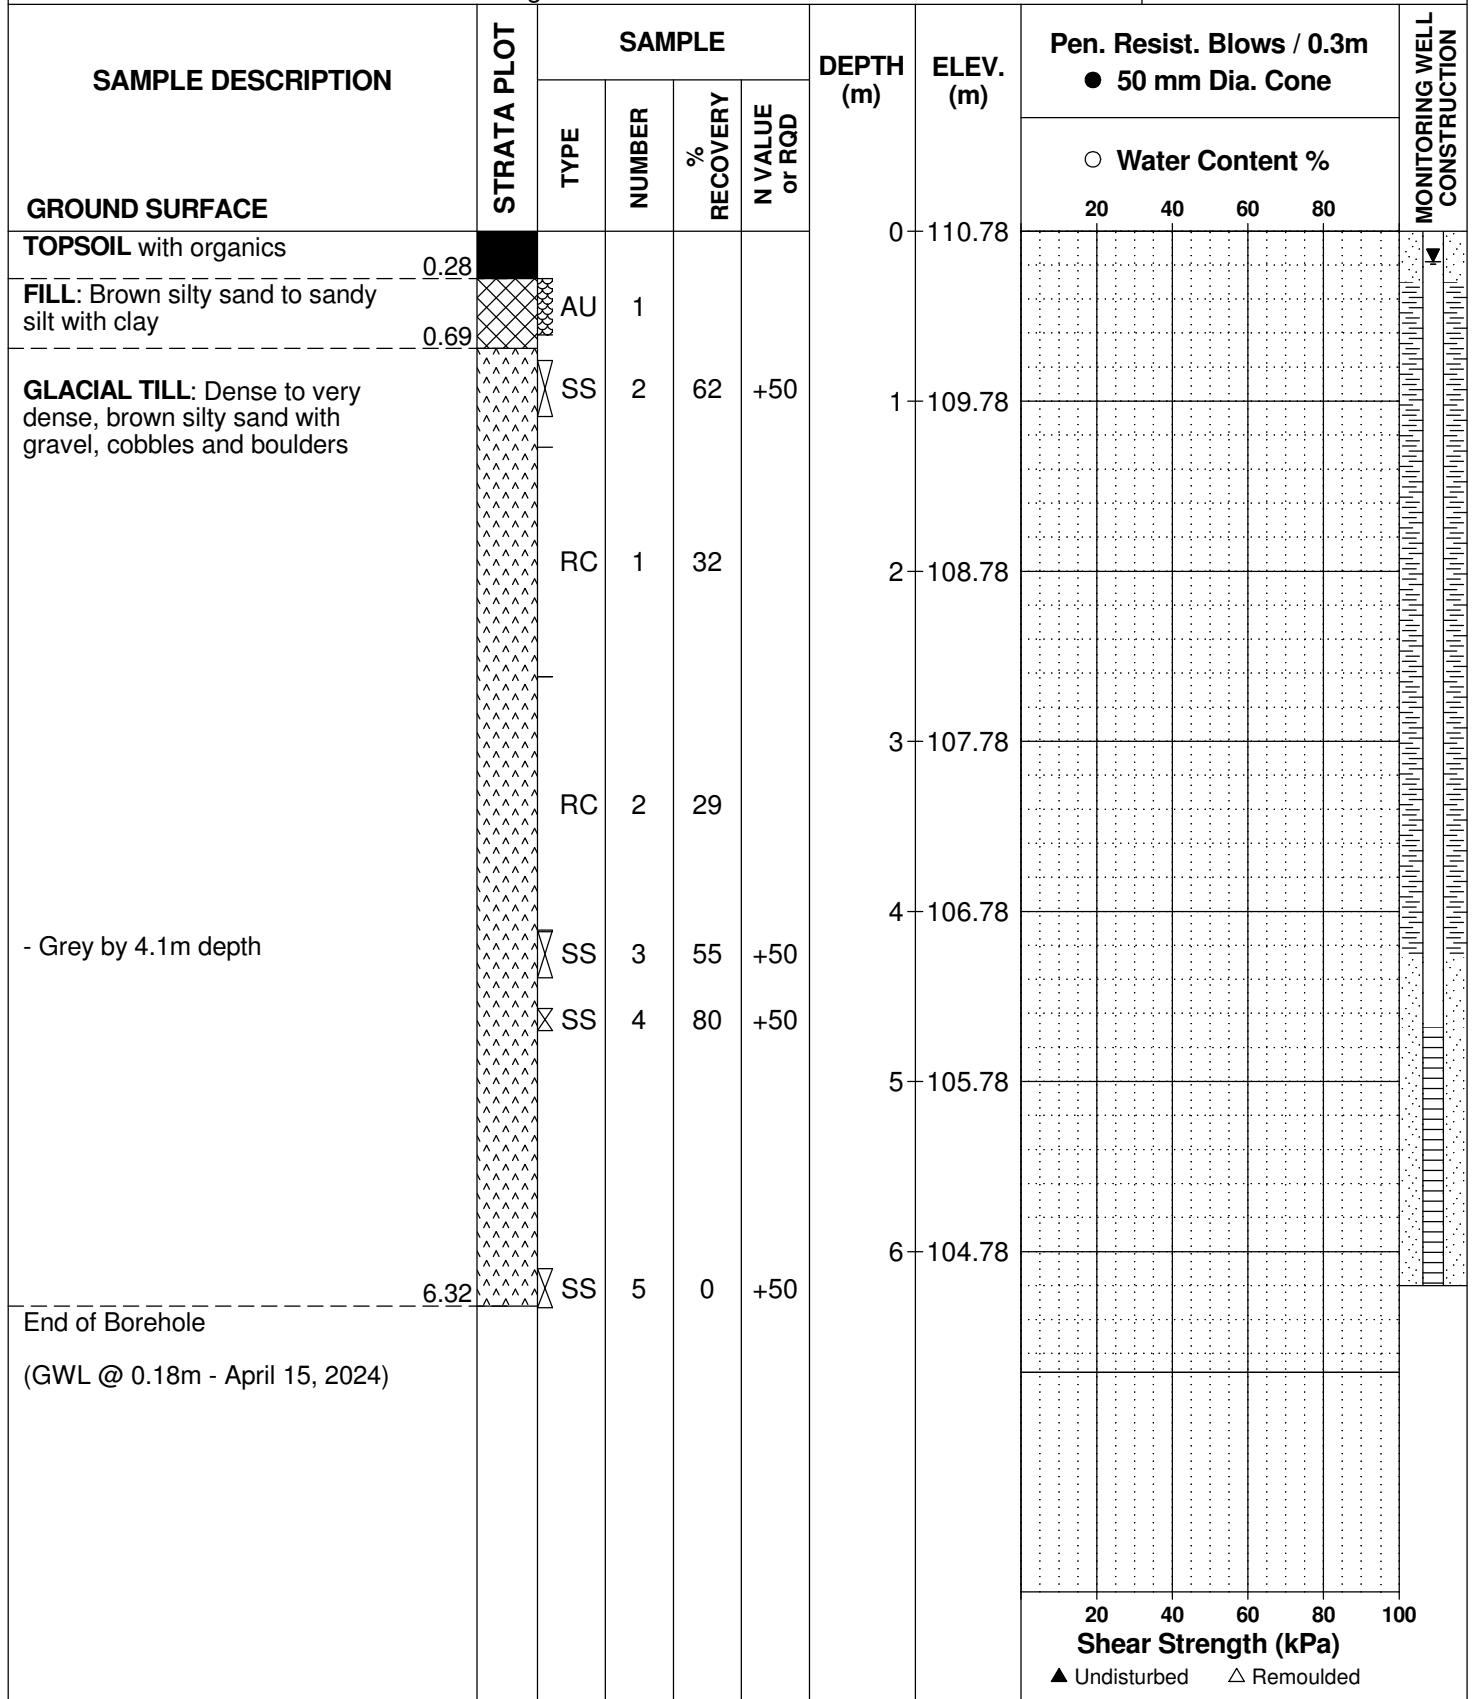 SAMPLE DESCRIPTION
GROUND SURFACE
STRATA PLOT
SAMPLE
TYPE
NUMBER
%
RECOVERY
N VALUE
or RQD
DEPTH
(m)
ELEV.
(m)
Pen. Resist. Blows / 0.3m
● 50 mm Dia. Cone
○ Water Content %
20 40 60 80
MONITORING WELL
CONSTRUCTION
0 110.78
TOPSOIL with organics
0.28
FILL: Brown silty sand to sandy
silt with clay
0.69
AU 1
GLACIAL TILL: Dense to very
dense, brown silty sand with
gravel, cobbles and boulders
SS 2 62 +50
1 109.78
RC 1 32
2 108.78
3 107.78
RC 2 29
4 106.78
- Grey by 4.1m depth
SS 3 55 +50
SS 4 80 +50
5 105.78
6 104.78
SS 5 0 +50
6.32
End of Borehole
(GWL @ 0.18m - April 15, 2024)
20 40 60 80 100
Shear Strength (kPa)
▲ Undisturbed △ Remoulded